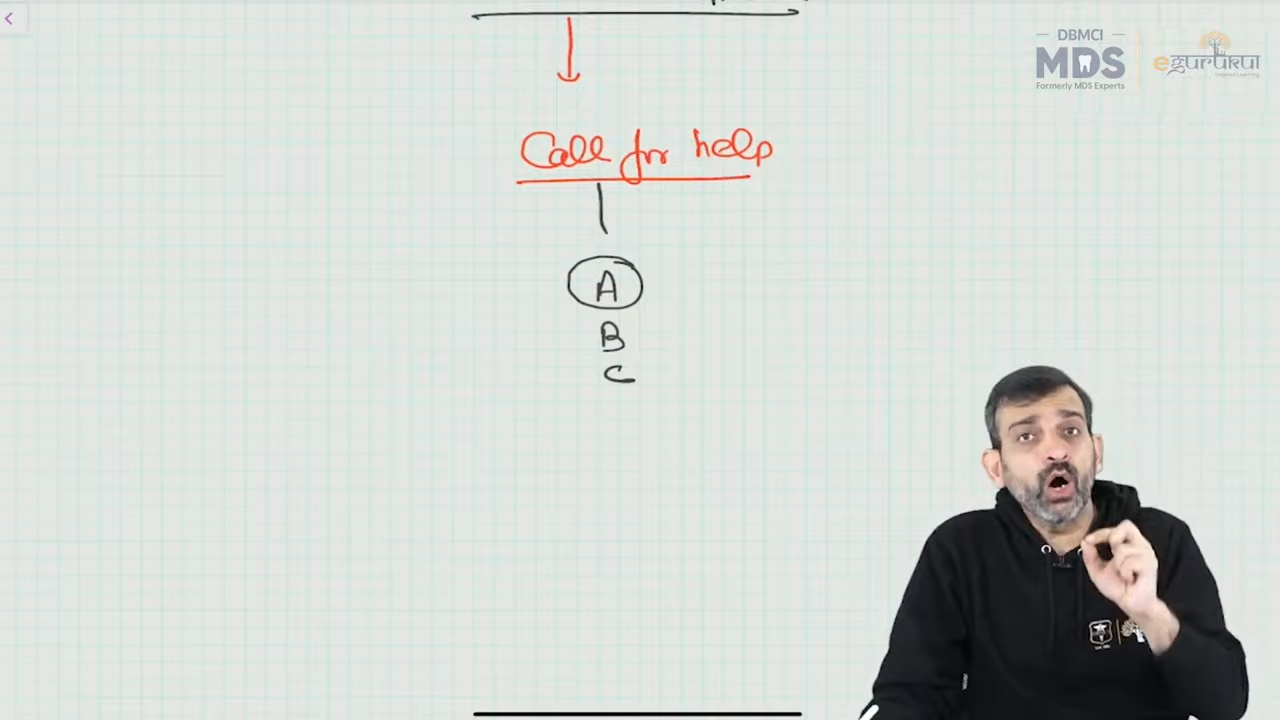 DBMCI
MDS
Formerly MDS Experts
egurukul
Call for help
A
B
C